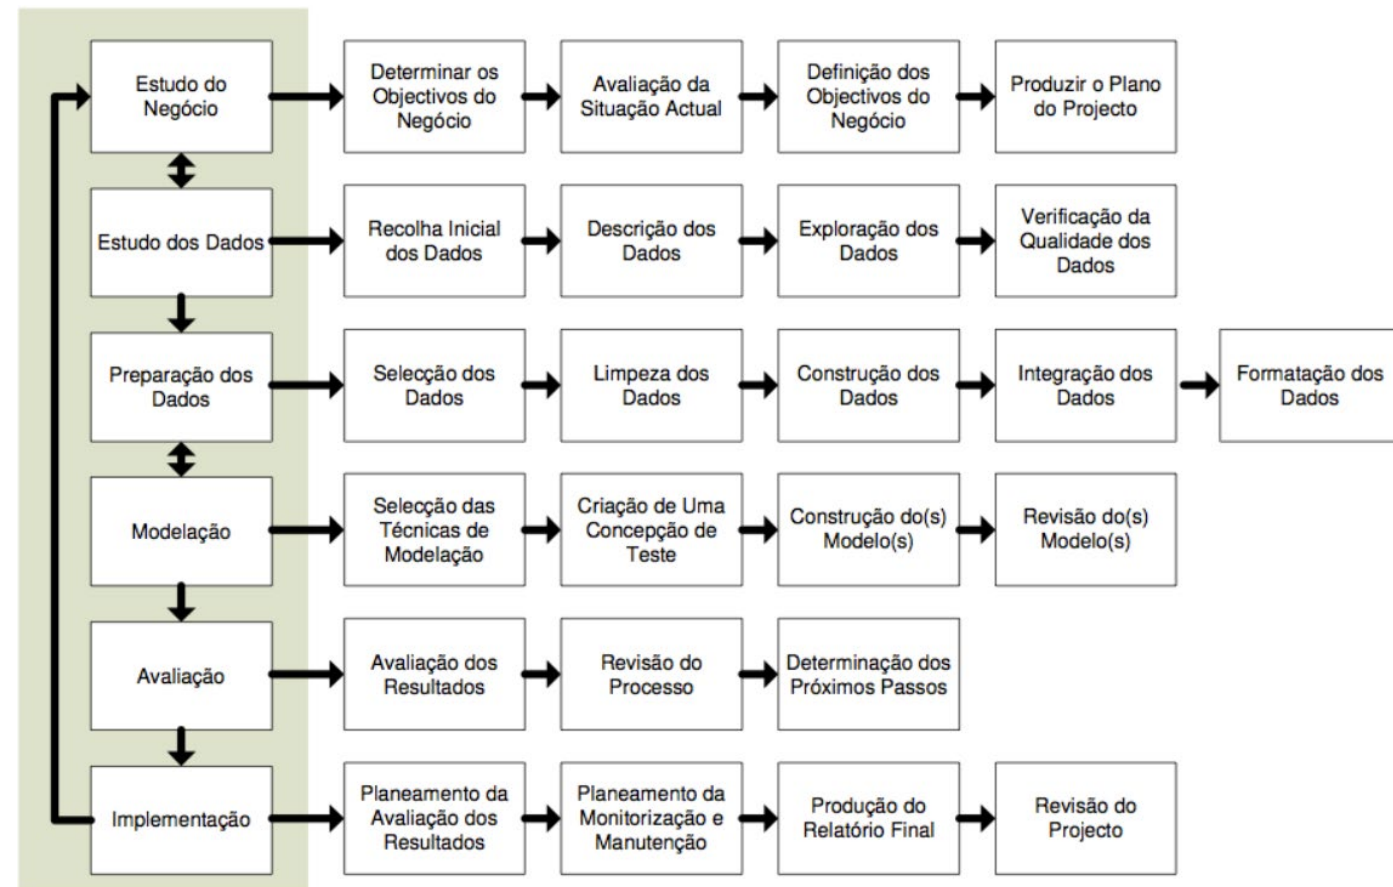 Estudo do
Negócio
Determinar os
Objectivos do
Negócio
Avaliação da
Situação Actual
Definição dos
Objectivos do
Negócio
Produzir o Plano
do Projecto
Estudo dos Dados
Recolha Inicial
dos Dados
Descrição dos
Dados
Exploração dos
Dados
Verificação da
Qualidade dos
Dados
Preparação dos
Dados
Selecção dos
Dados
Limpeza dos
Dados
Construção dos
Dados
Integração dos
Dados
Formatação dos
Dados
Modelação
Selecção das
Técnicas de
Modelação
Criação de Uma
Concepção de
Teste
Construção do(s)
Modelo(s)
Revisão do(s)
Modelo(s)
Avaliação
Avaliação dos
Resultados
Revisão do
Processo
Determinação dos
Próximos Passos
Implementação
Planeamento da
Avaliação dos
Resultados
Planeamento da
Monitorização e
Manutenção
Produção do
Relatório Final
Revisão do
Projecto